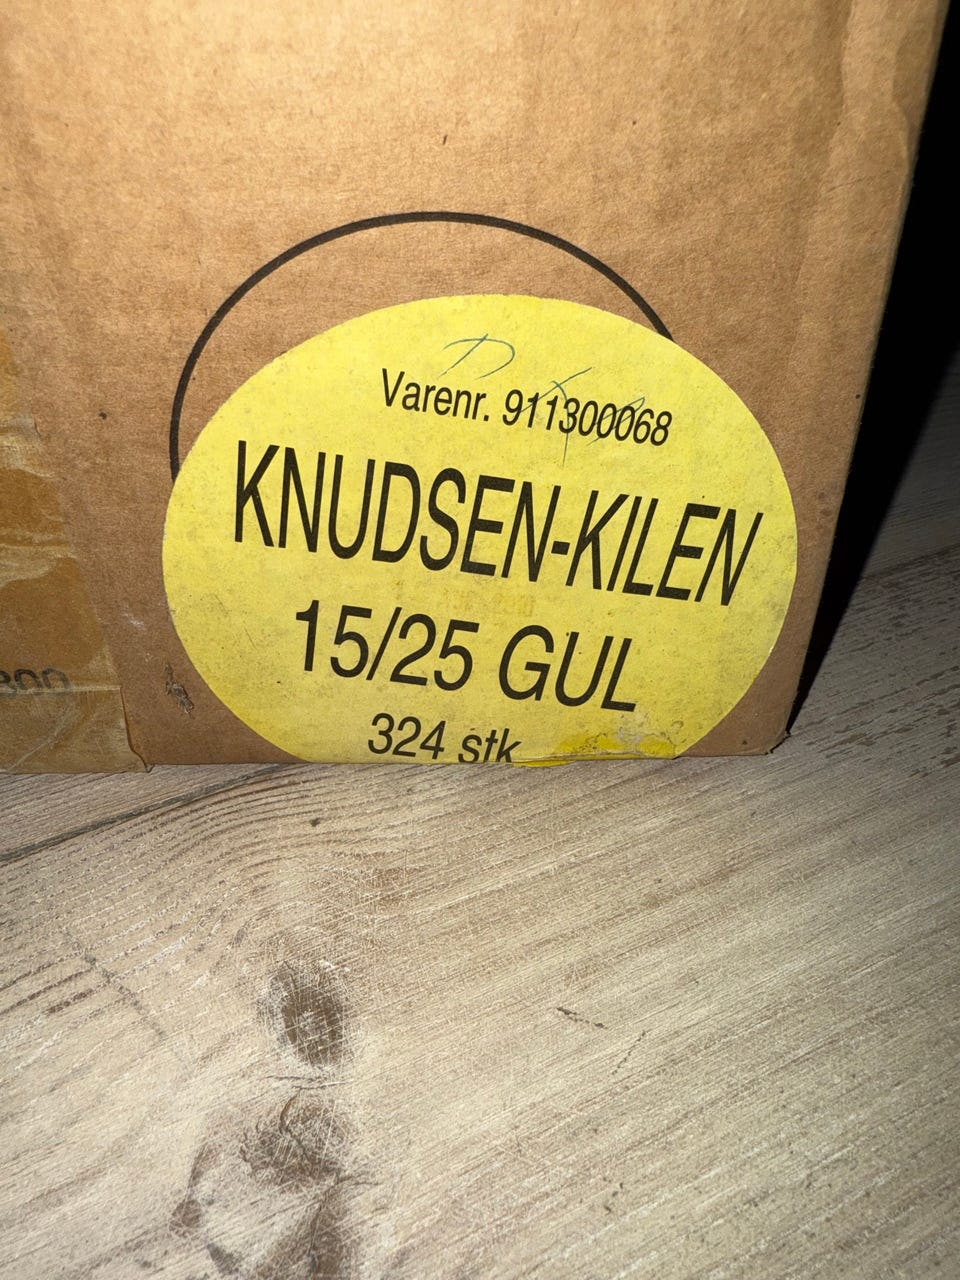 Varenr. 911300068
KNUDSEN-KILEN
15/25 GUL
324 stk